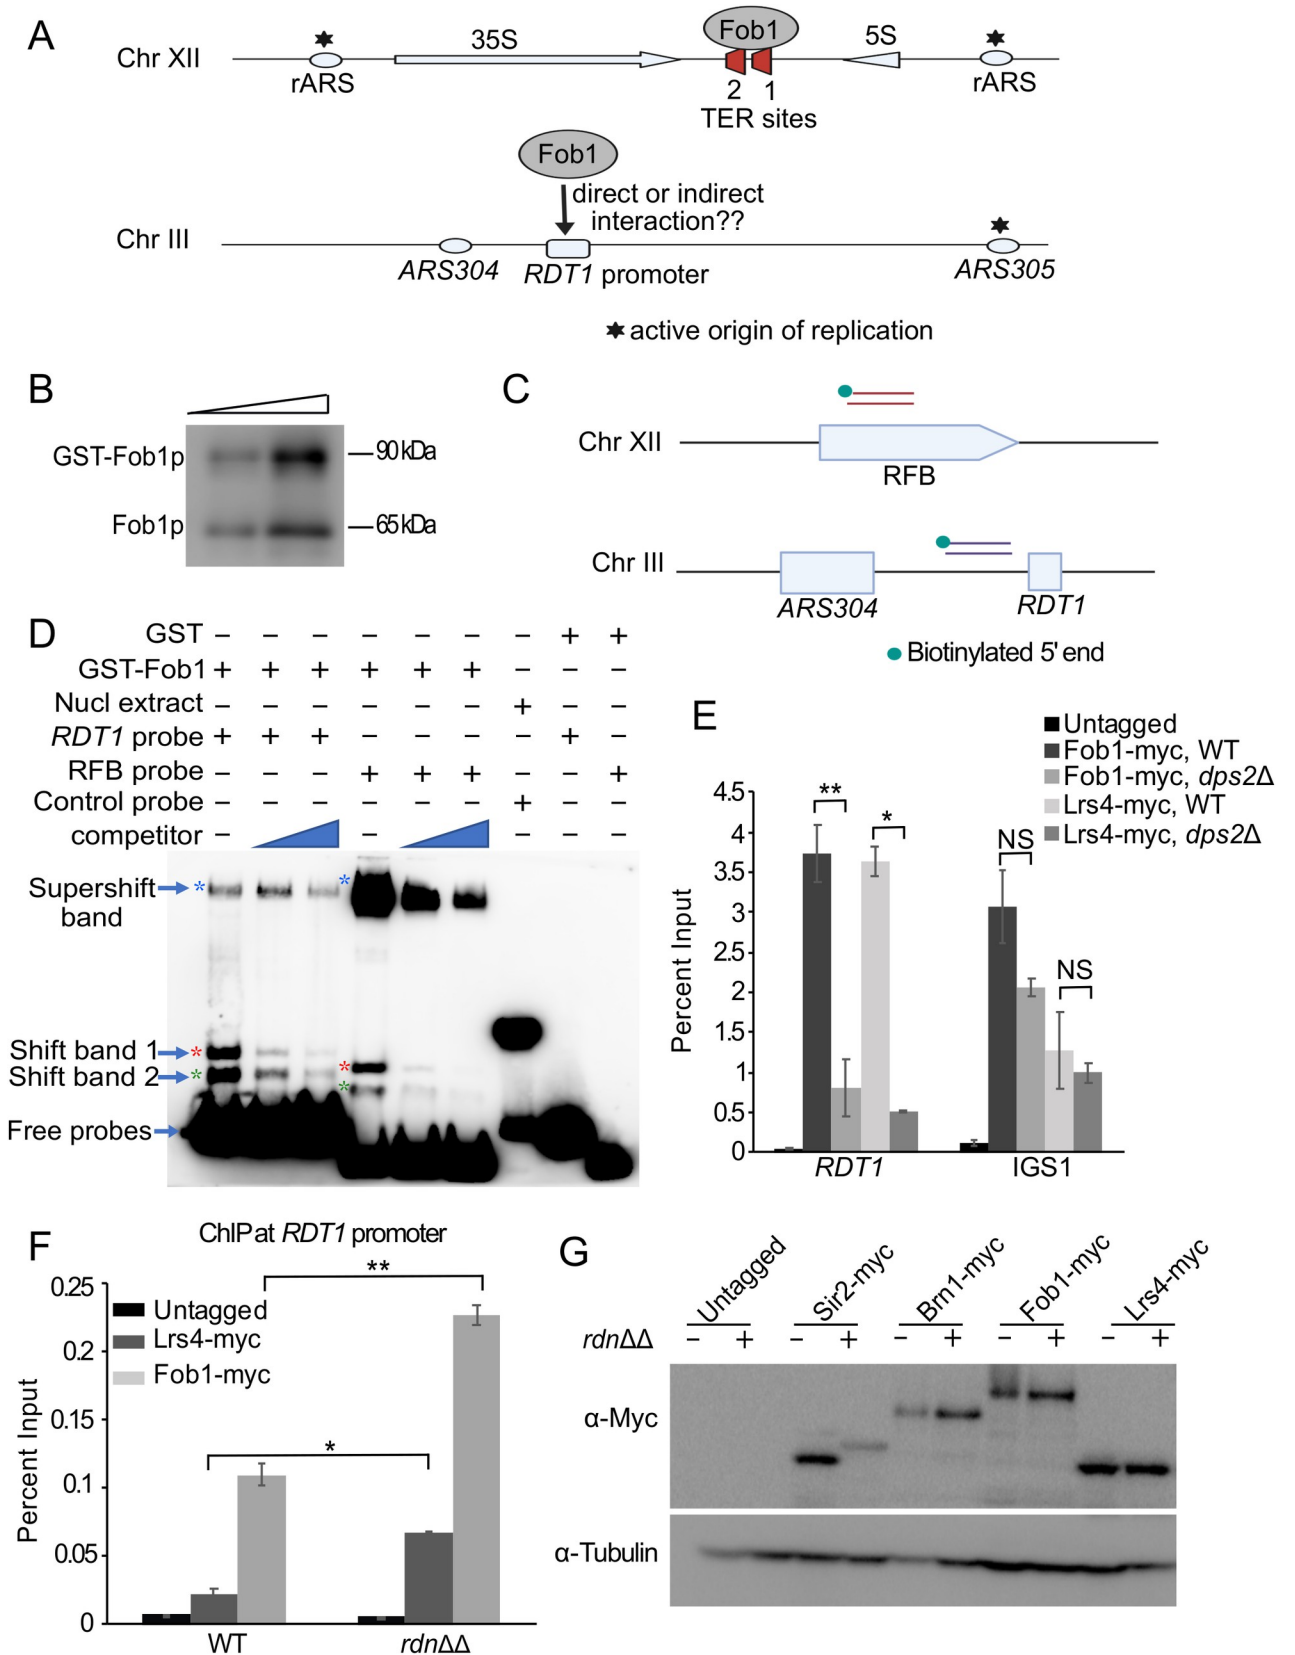 A
Chr XII
rARS
35S
Fob1
2 1
TER sites
5S
rARS
Fob1
direct or indirect
interaction??
Chr III
ARS304
RDT1 promoter
ARS305
active origin of replication
B
GST-Fob1p
90kDa
Fob1p
65kDa
C
Chr XII
RFB
Chr III
ARS304
RDT1
Biotinylated 5' end
D
GST – – – – – – – + +
GST-Fob1 + + + + + + – – –
Nucl extract – – – – – – + – –
RDT1 probe + + + – – – – + –
RFB probe – – – + + + – – +
Control probe – – – – – – + – –
competitor – – – – –
Supershift
band
*
*
Shift band 1
*
*
Shift band 2
*
*
Free probes
E
Untagged
Fob1-myc, WT
Fob1-myc, dps2Δ
Lrs4-myc, WT
Lrs4-myc, dps2Δ
Percent Input
4.5
4
3.5
3
2.5
2
1.5
1
0.5
0
**
*
NS
NS
RDT1
IGS1
F
ChIPat RDT1 promoter
Untagged
Lrs4-myc
Fob1-myc
Percent Input
0.25
0.2
0.15
0.1
0.05
0
**
*
WT
rdnΔΔ
G
Untagged
Sir2-myc
Brn1-myc
Fob1-myc
Lrs4-myc
rdnΔΔ – + – + – + – + – +
α-Myc
α-Tubulin